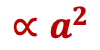 ∝ a²